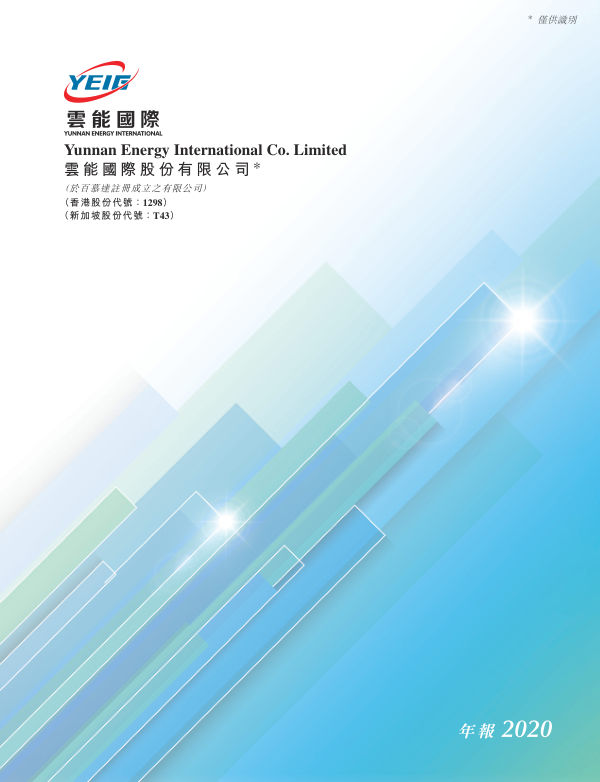 * 僅供識別
YEIG
雲能國際
YUNNAN ENERGY INTERNATIONAL
Yunnan Energy International Co. Limited
雲能國際股份有限公司*
(於百慕達註冊成立之有限公司)
(香港股份代號：1298)
(新加坡股份代號：T43)
年報 2020